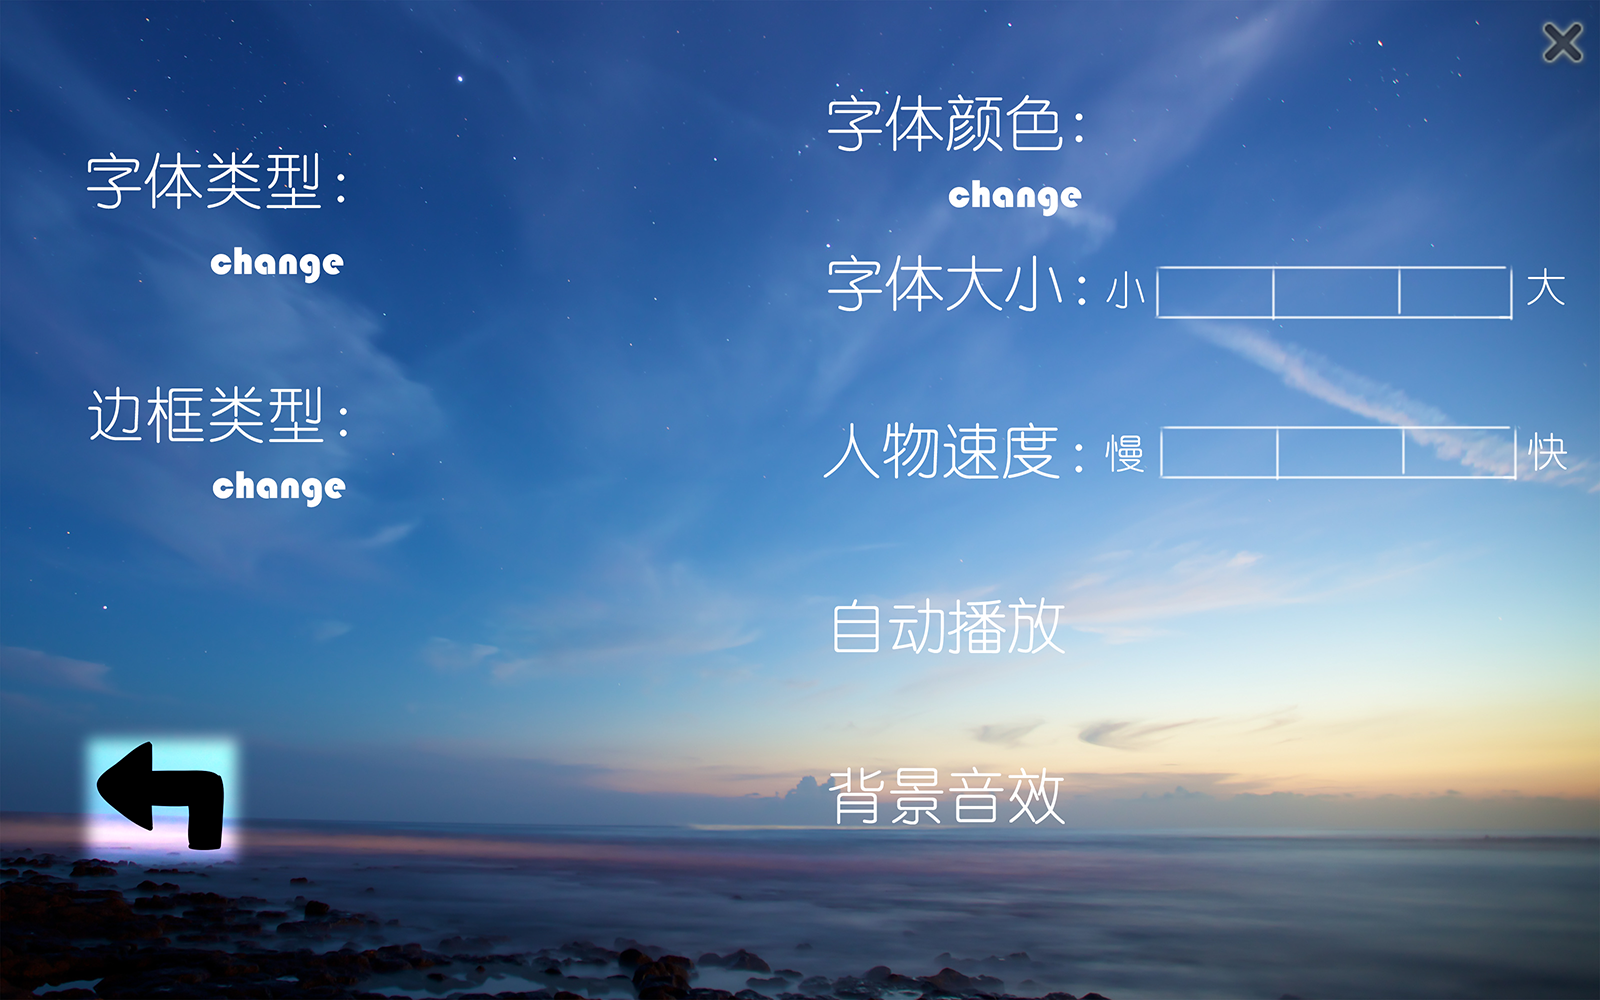 字体类型：
change
边框类型：
change
字体颜色：
change
字体大小：小 大
人物速度：慢 快
自动播放
背景音效